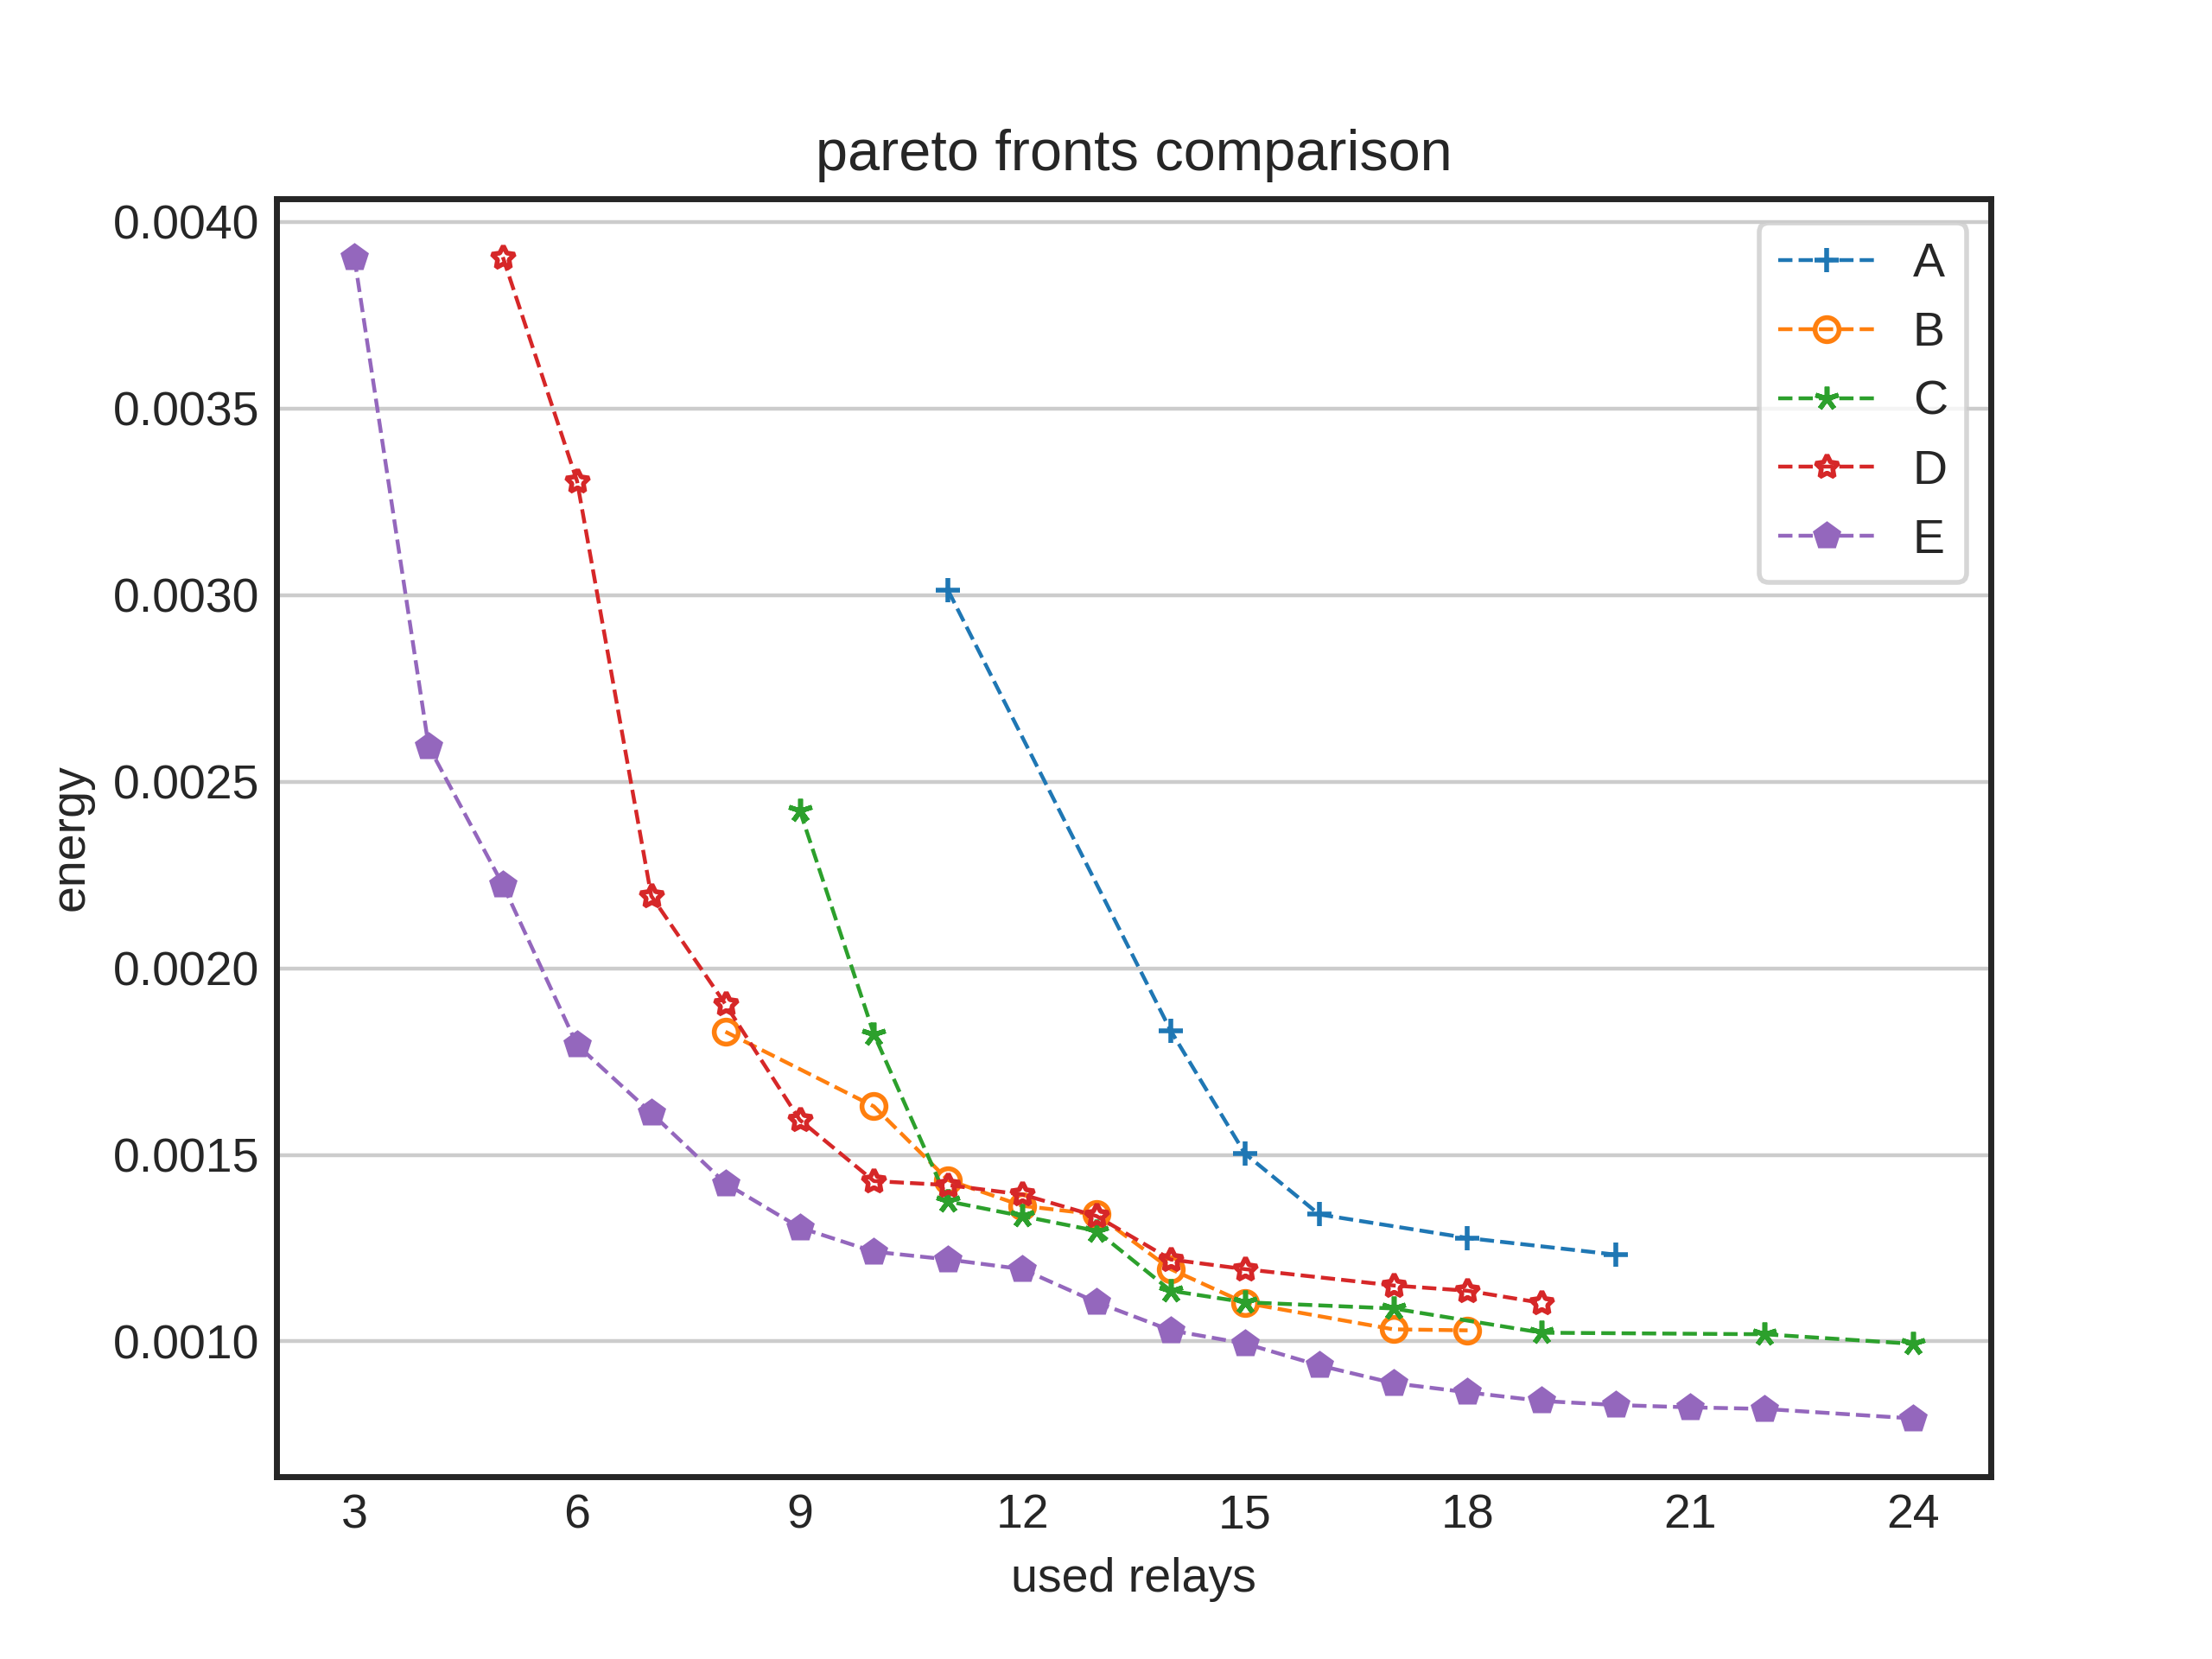 pareto fronts comparison
0.0040
0.0035
0.0030
0.0025
0.0020
0.0015
0.0010
energy
A
B
C
D
E
3 6 9 12 15 18 21 24
used relays